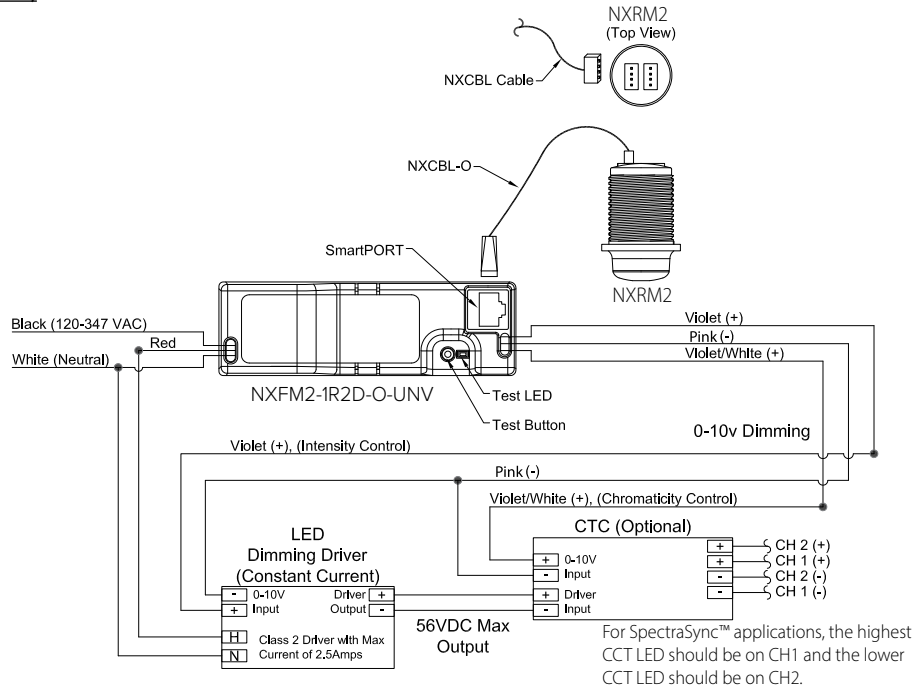 NXRM2
(Top View)
NXCBL Cable
NXCBL-O
SmartPORT
NXRM2
Black (120-347 VAC)
Red
White (Neutral)
Violet (+)
Pink (-)
Violet/White (+)
NXFM2-1R2D-O-UNV
Test LED
Test Button
0-10v Dimming
Violet (+), (Intensity Control)
Pink (-)
Violet/White (+), (Chromaticity Control)
LED
Dimming Driver
(Constant Current)
- 0-10V Driver +
+ Input Output -
H Class 2 Driver with Max
N Current of 2.5Amps
56VDC Max
Output
CTC (Optional)
+ 0-10V
- Input
+ Driver
- Input
+ CH 2 (+)
+ CH 1 (+)
- CH 2 (-)
- CH 1 (-)
For SpectraSync™ applications, the highest
CCT LED should be on CH1 and the lower
CCT LED should be on CH2.